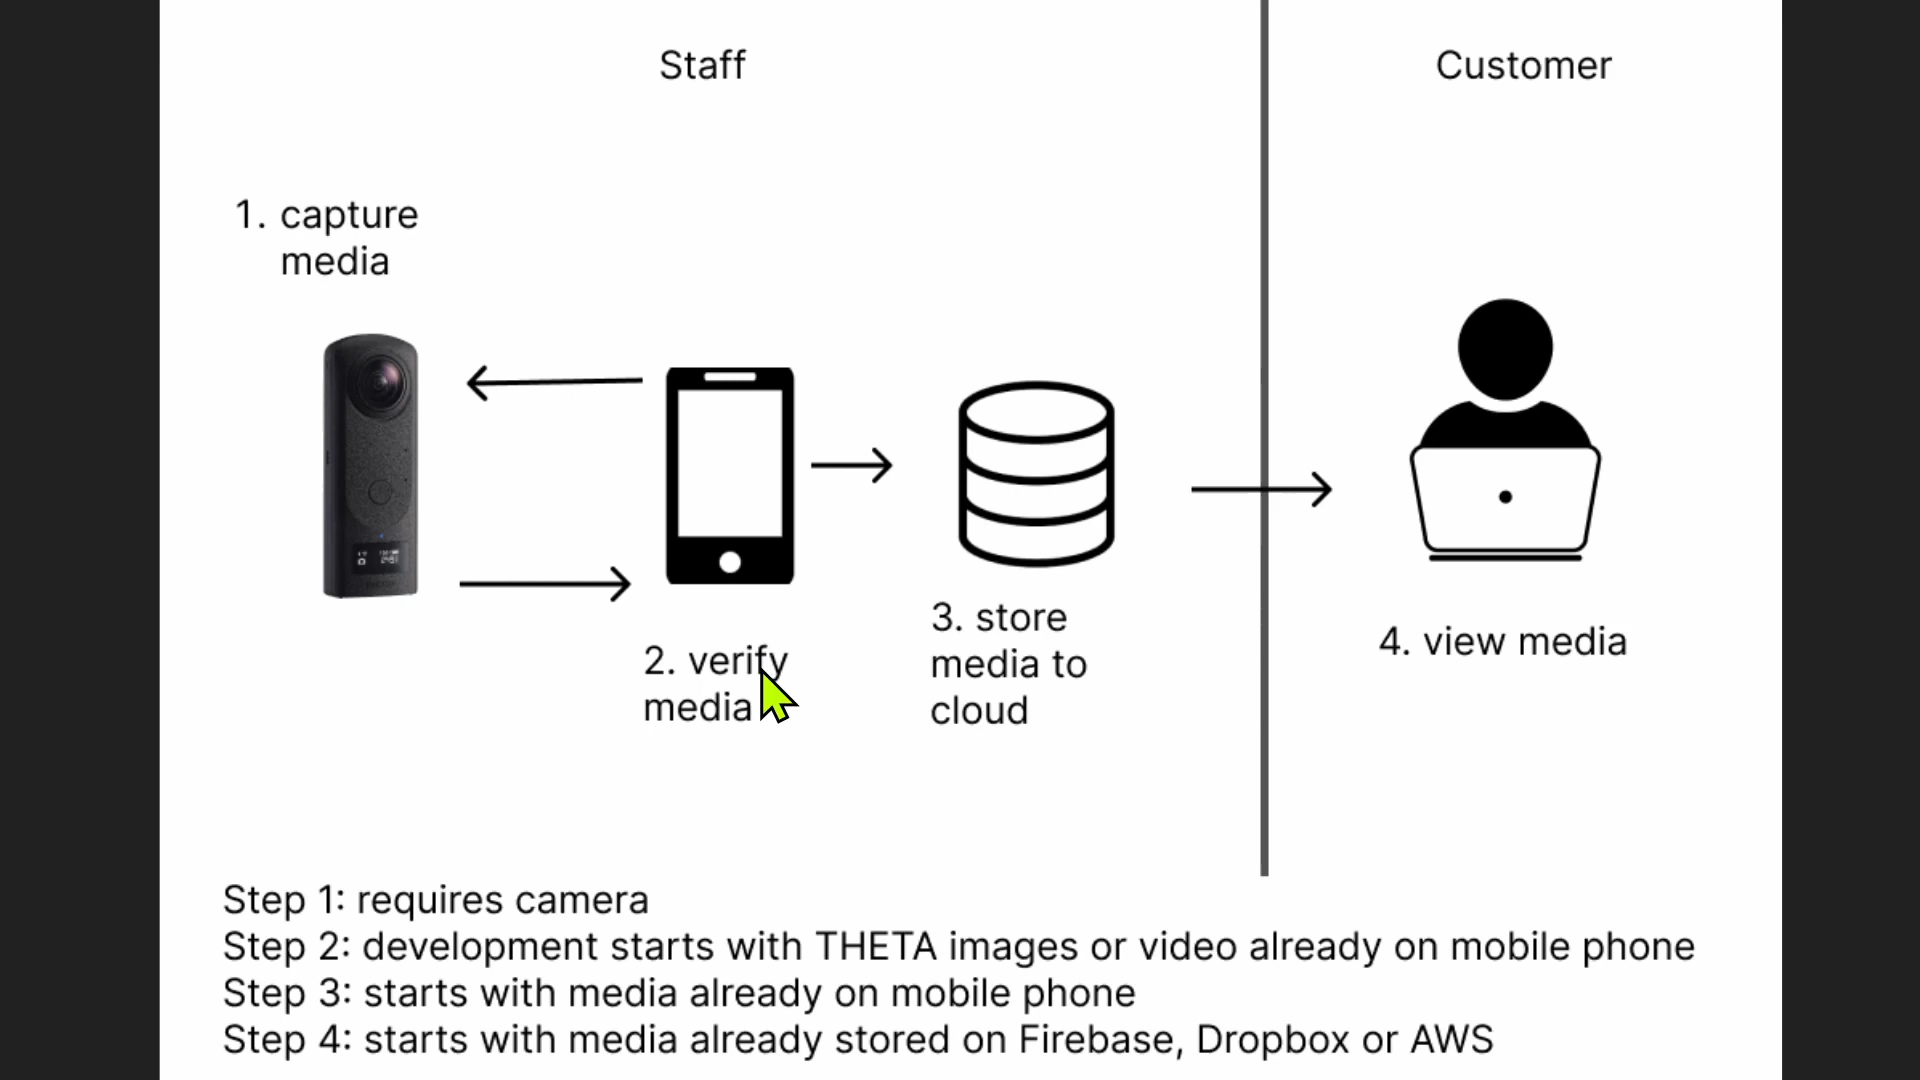 Staff
Customer
1. capture
media
2. verify
media
3. store
media to
cloud
4. view media
Step 1: requires camera
Step 2: development starts with THETA images or video already on mobile phone
Step 3: starts with media already on mobile phone
Step 4: starts with media already stored on Firebase, Dropbox or AWS